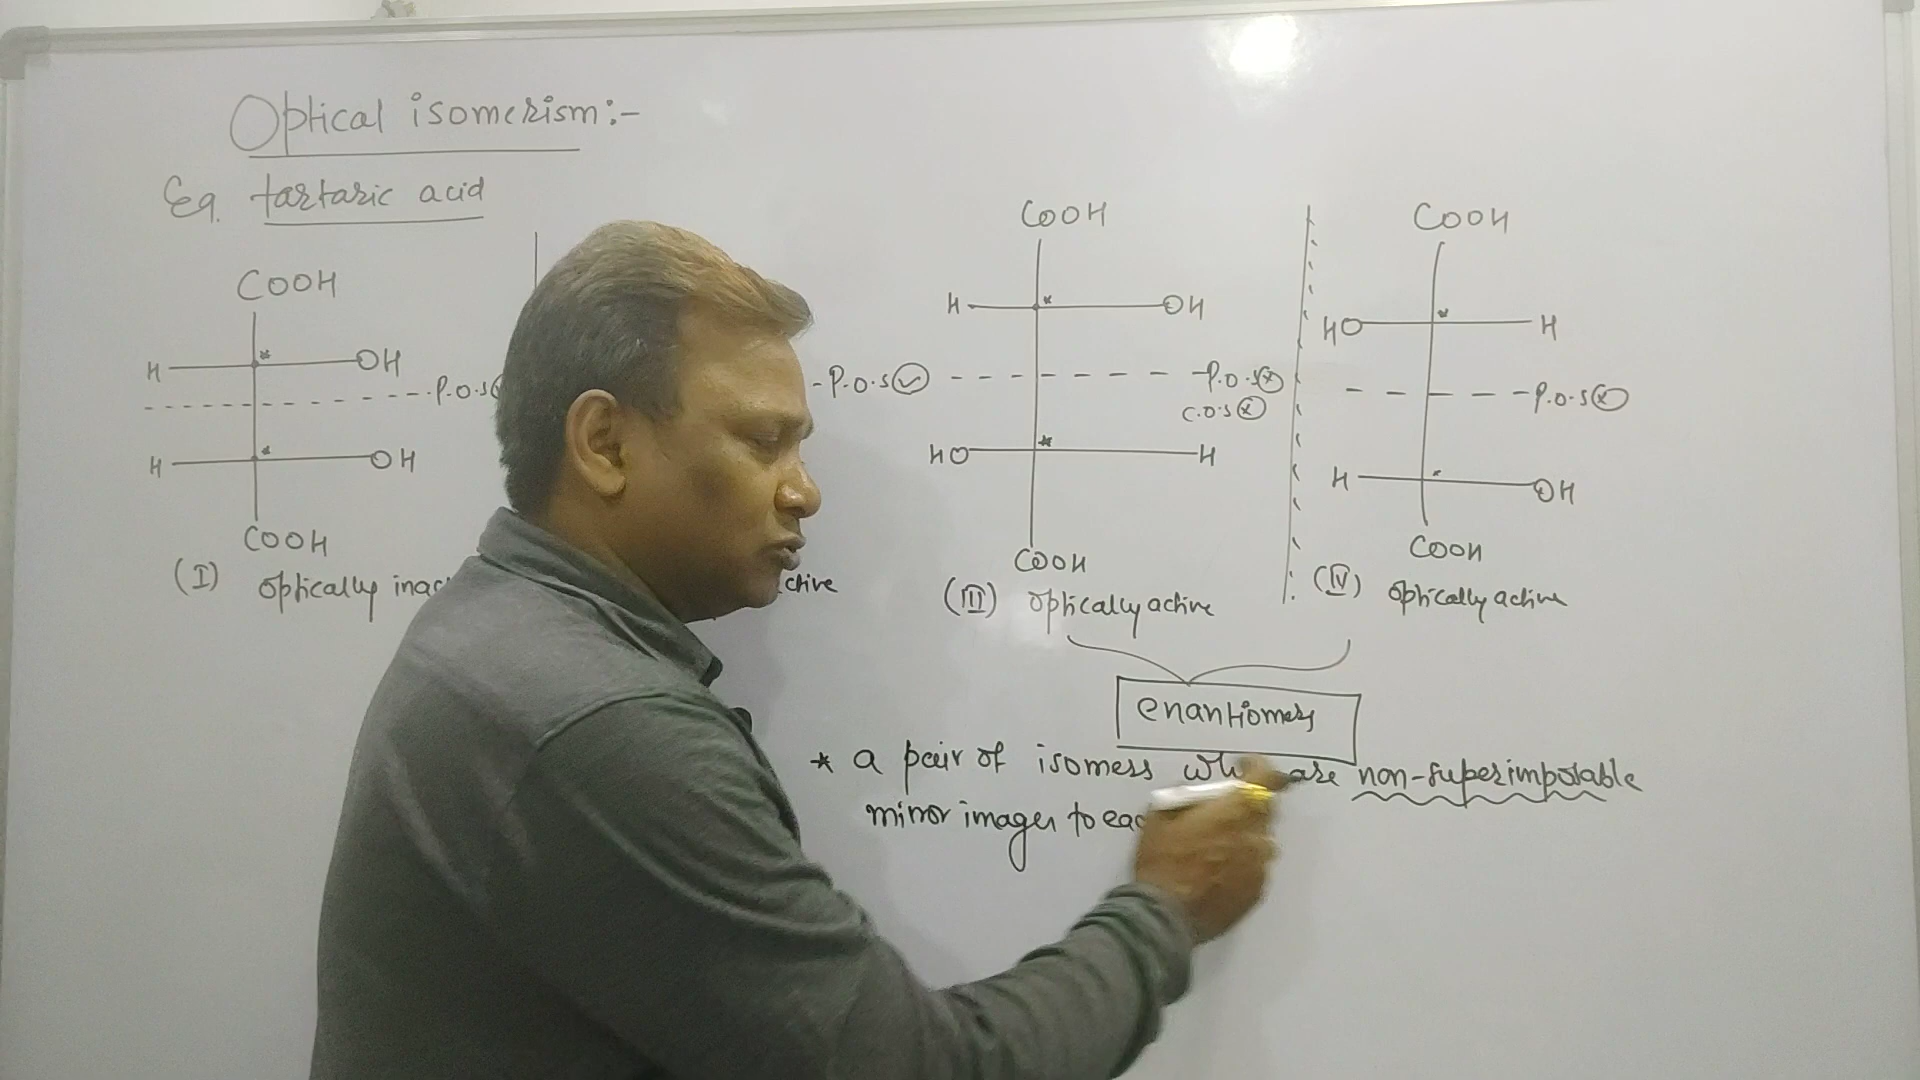 Optical isomerism:-
Eg. tartaric acid
COOH
H OH
P.O.S
H OH
COOH
(I) optically inac
P.O.S
ctive
COOH
H * OH
P.O.S
C.O.S
HO * H
COOH
(III) optically active
COOH
HO * H
P.O.S
H OH
COOH
(IV) optically active
enantiomers
* a pair of isomers wh are non-superimposable
mirror images to eac